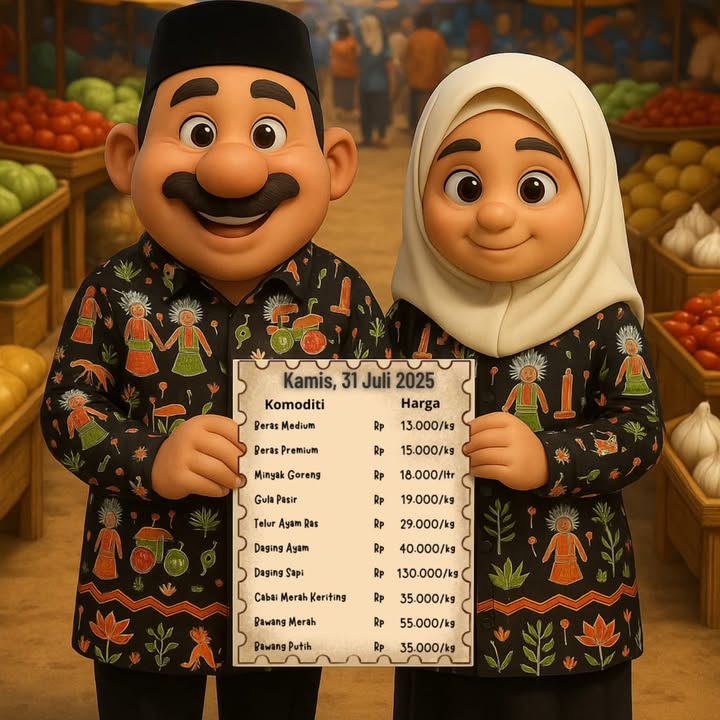 Kamis, 31 Juli 2025
Komoditi Harga
Beras Medium Rp 13.000/kg
Beras Premium Rp 15.000/kg
Minyak Goreng Rp 18.000/ltr
Gula Pasir Rp 19.000/kg
Telur Ayam Ras Rp 29.000/kg
Daging Ayam Rp 40.000/kg
Daging Sapi Rp 130.000/kg
Cabai Merah Keriting Rp 35.000/kg
Bawang Merah Rp 55.000/kg
Bawang Putih Rp 35.000/kg